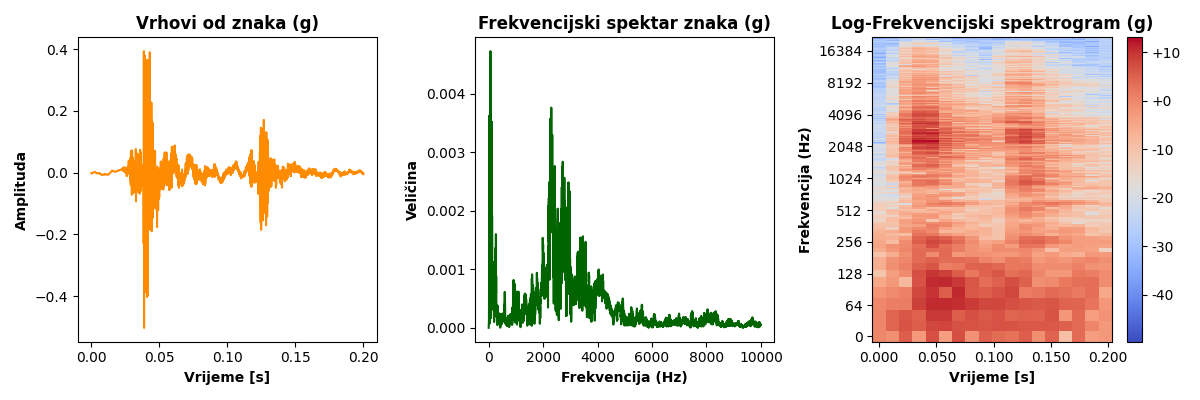 Vrhovi od znaka (g)
Amplituda
0.4
0.2
0.0
−0.2
−0.4
0.00 0.05 0.10 0.15 0.20
Vrijeme [s]
Frekvencijski spektar znaka (g)
Veličina
0.004
0.003
0.002
0.001
0.000
0 2000 4000 6000 8000 10000
Frekvencija (Hz)
Log-Frekvencijski spektrogram (g)
Frekvencija (Hz)
16384
8192
4096
2048
1024
512
256
128
64
0
0.000 0.050 0.100 0.150 0.200
Vrijeme [s]
+10
+0
-10
-20
-30
-40